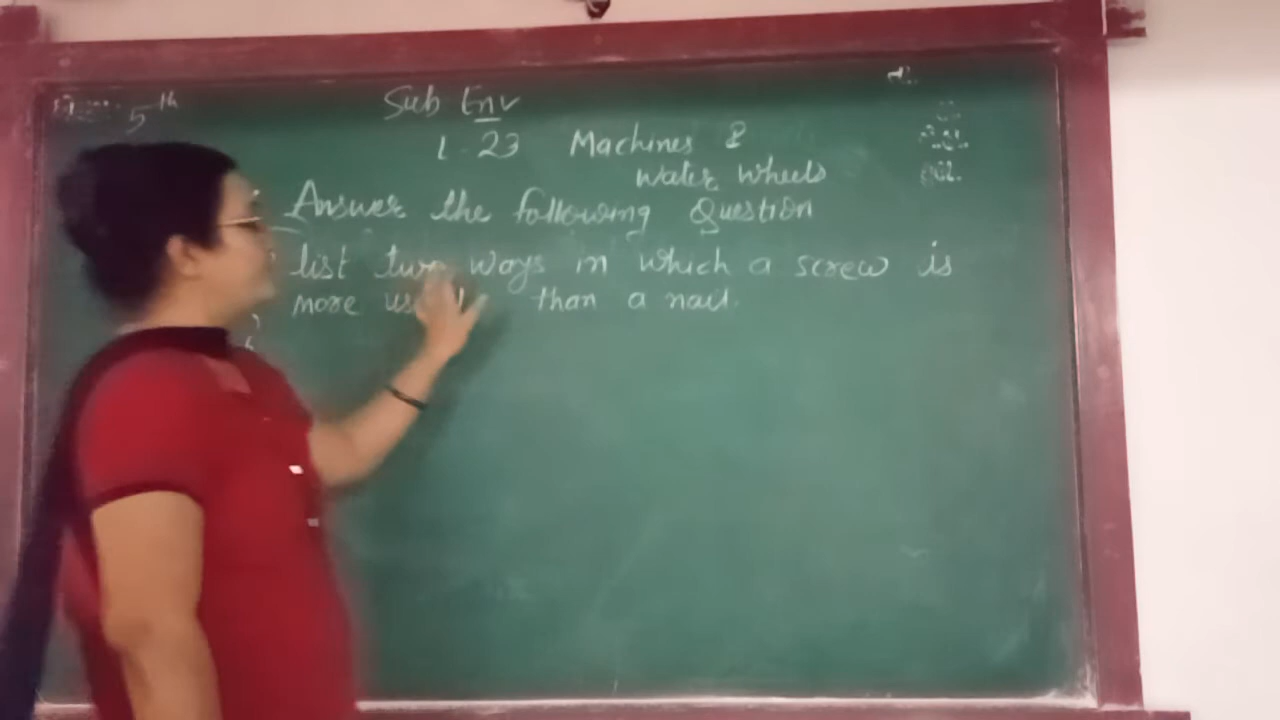 5th
Sub Env
L-23 Machines &
Water Wheels
Answer the following Question
list two ways in which a screw is
more than a nail.